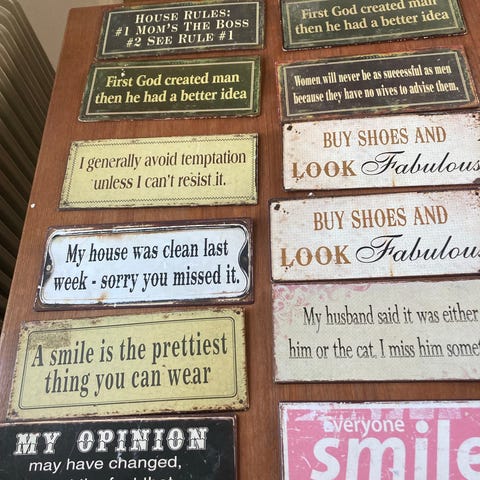 HOUSE RULES:
#1 MOM'S THE BOSS
#2 SEE RULE #1
First God created man
then he had a better idea
I generally avoid temptation
unless I can't resist it.
My house was clean last
week - sorry you missed it.
A smile is the prettiest
thing you can wear
MY OPINION
may have changed,
First God created man
then he had a better idea
Women will never be as successful as men
because they have no wives to advise them.
BUY SHOES AND
LOOK Fabulous
BUY SHOES AND
LOOK Fabulous
My husband said it was either
him or the cat. I miss him
everyone
smile